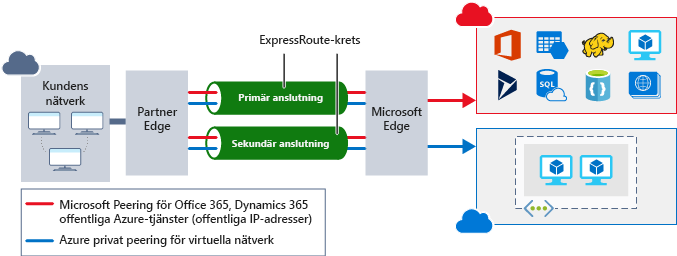 ExpressRoute-krets
Kundens
nätverk
Partner
Edge
Primär anslutning
Sekundär anslutning
Microsoft
Edge
SQL
Microsoft Peering för Office 365, Dynamics 365
offentliga Azure-tjänster (offentliga IP-adresser)
Azure privat peering för virtuella nätverk